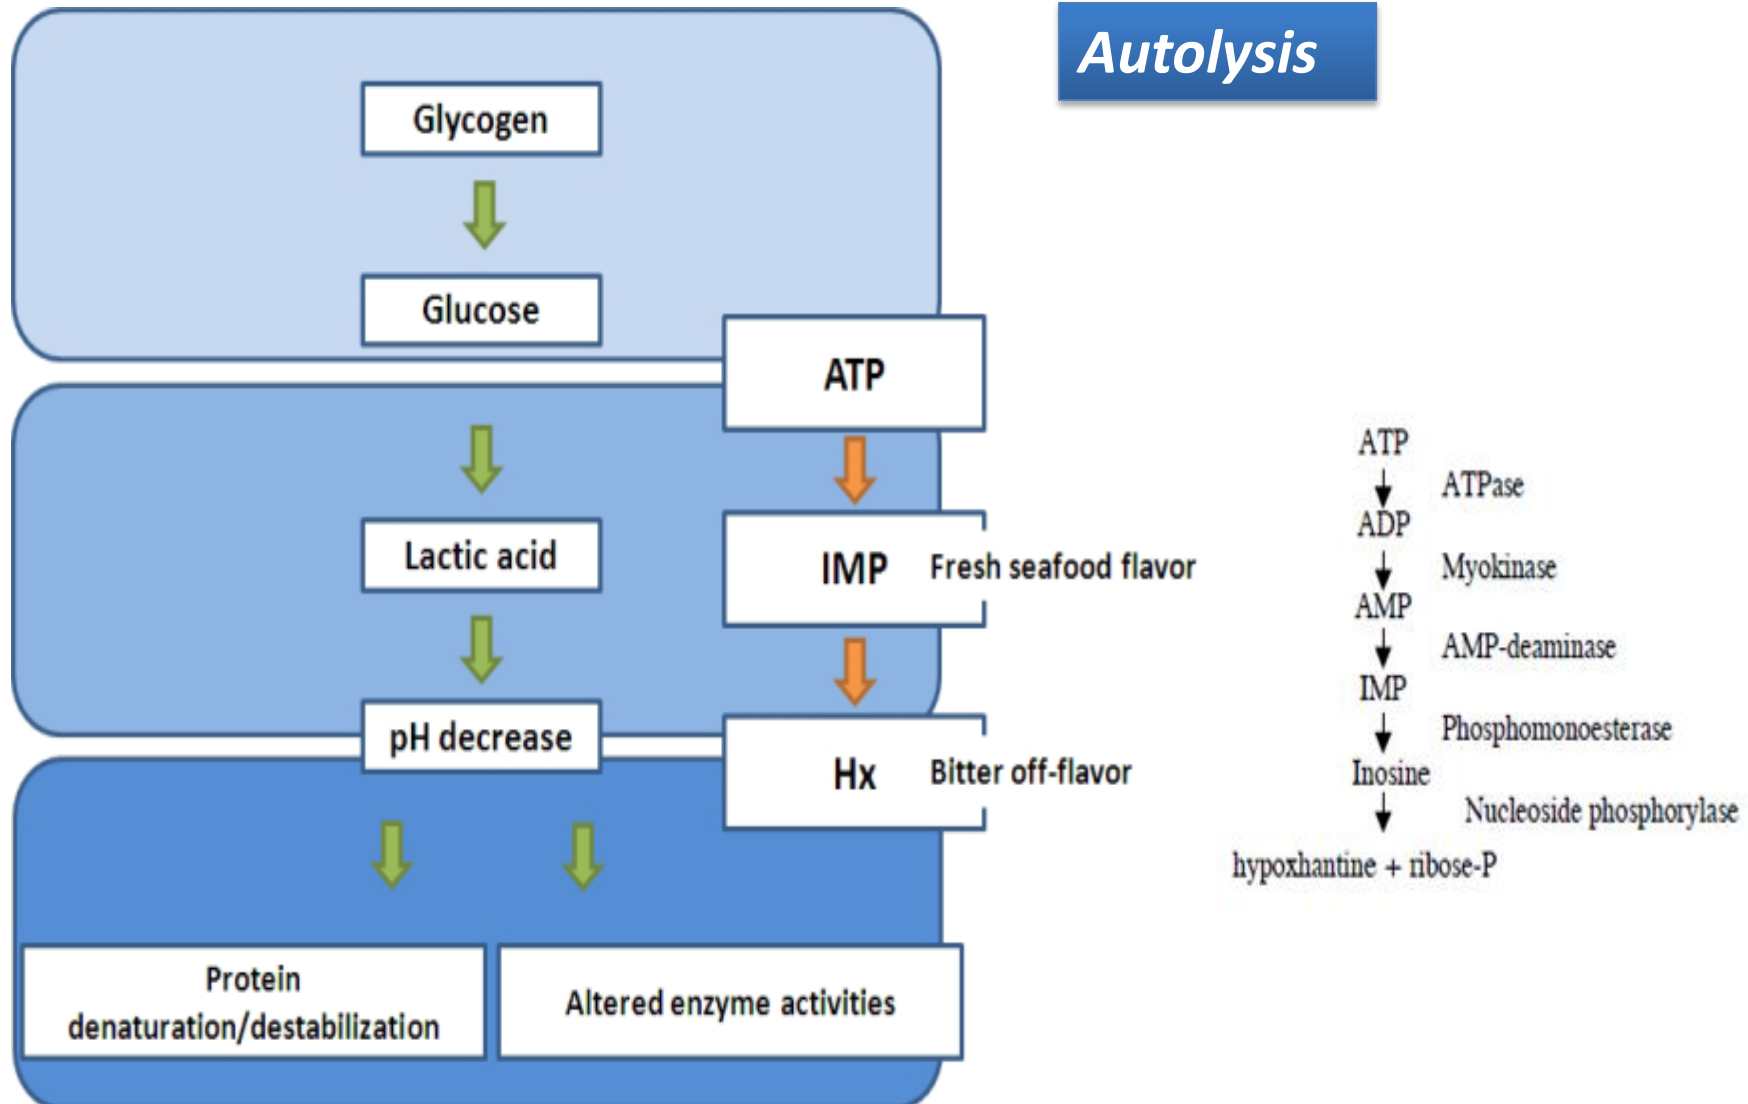 Autolysis
Glycogen
Glucose
ATP
Lactic acid
IMP Fresh seafood flavor
pH decrease
Hx Bitter off-flavor
Protein
denaturation/destabilization
Altered enzyme activities
ATP
ATPase
ADP
Myokinase
AMP
AMP-deaminase
IMP
Phosphomonoesterase
Inosine
Nucleoside phosphorylase
hypoxhantine + ribose-P